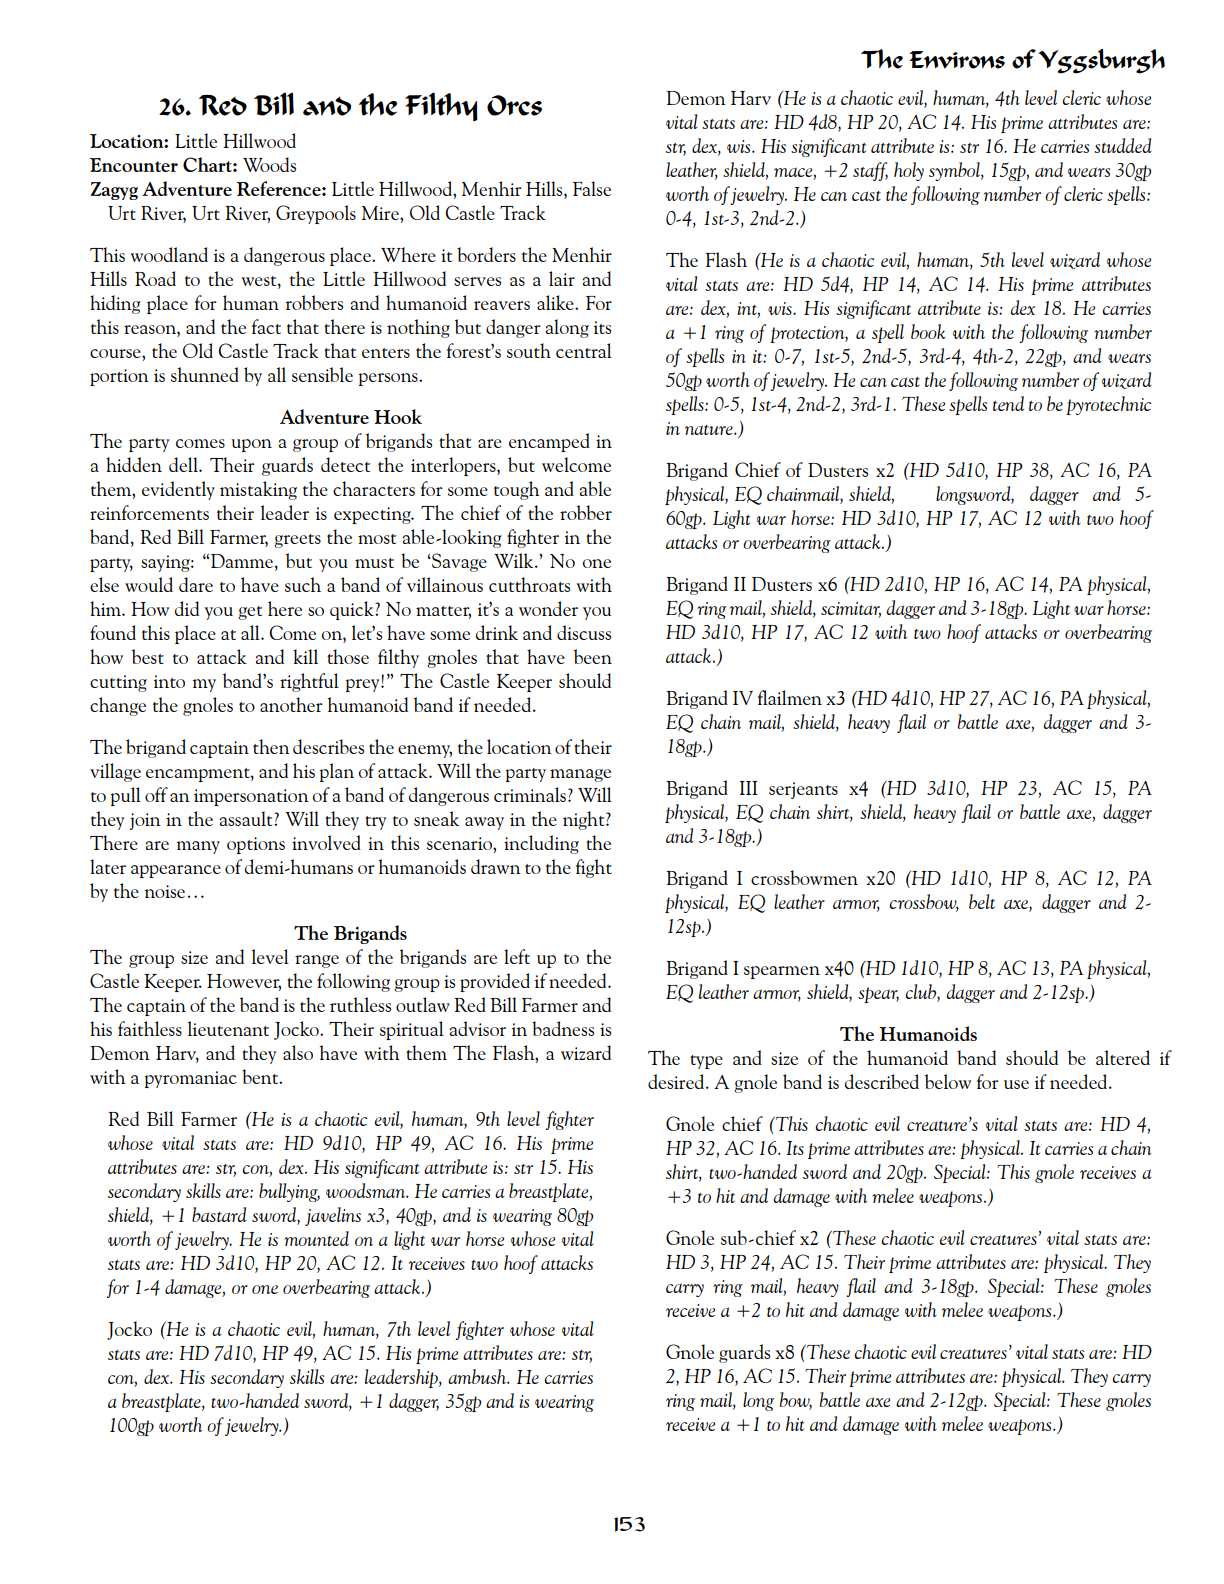 The Environs of Yggsburgh
26. Red Bill and the Filthy Orcs
Location: Little Hillwood
Encounter Chart: Woods
Zagyg Adventure Reference: Little Hillwood, Menhir Hills, False
Urt River, Urt River, Greypools Mire, Old Castle Track
This woodland is a dangerous place. Where it borders the Menhir
Hills Road to the west, the Little Hillwood serves as a lair and
hiding place for human robbers and humanoid reavers alike. For
this reason, and the fact that there is nothing but danger along its
course, the Old Castle Track that enters the forest's south central
portion is shunned by all sensible persons.
Adventure Hook
The party comes upon a group of brigands that are encamped in
a hidden dell. Their guards detect the interlopers, but welcome
them, evidently mistaking the characters for some tough and able
reinforcements their leader is expecting. The chief of the robber
band, Red Bill Farmer, greets the most able-looking fighter in the
party, saying: “Damme, but you must be ‘Savage Wilk.’ No one
else would dare to have such a band of villainous cutthroats with
him. How did you get here so quick? No matter, it's a wonder you
found this place at all. Come on, let's have some drink and discuss
how best to attack and kill those filthy gnoles that have been
cutting into my band's rightful prey!” The Castle Keeper should
change the gnoles to another humanoid band if needed.
The brigand captain then describes the enemy, the location of their
village encampment, and his plan of attack. Will the party manage
to pull off an impersonation of a band of dangerous criminals? Will
they join in the assault? Will they try to sneak away in the night?
There are many options involved in this scenario, including the
later appearance of demi-humans or humanoids drawn to the fight
by the noise…
The Brigands
The group size and level range of the brigands are left up to the
Castle Keeper. However, the following group is provided if needed.
The captain of the band is the ruthless outlaw Red Bill Farmer and
his faithless lieutenant Jocko. Their spiritual advisor in badness is
Demon Harv, and they also have with them The Flash, a wizard
with a pyromaniac bent.
Red Bill Farmer (He is a chaotic evil, human, 9th level fighter
whose vital stats are: HD 9d10, HP 49, AC 16. His prime
attributes are: str, con, dex. His significant attribute is: str 15. His
secondary skills are: bullying, woodsman. He carries a breastplate,
shield, +1 bastard sword, javelins x3, 40gp, and is wearing 80gp
worth of jewelry. He is mounted on a light war horse whose vital
stats are: HD 3d10, HP 20, AC 12. It receives two hoof attacks
for 1-4 damage, or one overbearing attack.)
Jocko (He is a chaotic evil, human, 7th level fighter whose vital
stats are: HD 7d10, HP 49, AC 15. His prime attributes are: str,
con, dex. His secondary skills are: leadership, ambush. He carries
a breastplate, two-handed sword, +1 dagger, 35gp and is wearing
100gp worth of jewelry.)
Demon Harv (He is a chaotic evil, human, 4th level cleric whose
vital stats are: HD 4d8, HP 20, AC 14. His prime attributes are:
str, dex, wis. His significant attribute is: str 16. He carries studded
leather, shield, mace, +2 staff, holy symbol, 15gp, and wears 30gp
worth of jewelry. He can cast the following number of cleric spells:
0-4, 1st-3, 2nd-2.)
The Flash (He is a chaotic evil, human, 5th level wizard whose
vital stats are: HD 5d4, HP 14, AC 14. His prime attributes
are: dex, int, wis. His significant attribute is: dex 18. He carries
a +1 ring of protection, a spell book with the following number
of spells in it: 0-7, 1st-5, 2nd-5, 3rd-4, 4th-2, 22gp, and wears
50gp worth of jewelry. He can cast the following number of wizard
spells: 0-5, 1st-4, 2nd-2, 3rd-1. These spells tend to be pyrotechnic
in nature.)
Brigand Chief of Dusters x2 (HD 5d10, HP 38, AC 16, PA
physical, EQ chainmail, shield, longsword, dagger and 5-
60gp. Light war horse: HD 3d10, HP 17, AC 12 with two hoof
attacks or overbearing attack.)
Brigand II Dusters x6 (HD 2d10, HP 16, AC 14, PA physical,
EQ ring mail, shield, scimitar, dagger and 3-18gp. Light war horse:
HD 3d10, HP 17, AC 12 with two hoof attacks or overbearing
attack.)
Brigand IV flailmen x3 (HD 4d10, HP 27, AC 16, PA physical,
EQ chain mail, shield, heavy flail or battle axe, dagger and 3-
18gp.)
Brigand III serjeants x4 (HD 3d10, HP 23, AC 15, PA
physical, EQ chain shirt, shield, heavy flail or battle axe, dagger
and 3-18gp.)
Brigand I crossbowmen x20 (HD 1d10, HP 8, AC 12, PA
physical, EQ leather armor, crossbow, belt axe, dagger and 2-
12sp.)
Brigand I spearmen x40 (HD 1d10, HP 8, AC 13, PA physical,
EQ leather armor, shield, spear, club, dagger and 2-12sp.)
The Humanoids
The type and size of the humanoid band should be altered if
desired. A gnole band is described below for use if needed.
Gnole chief (This chaotic evil creature's vital stats are: HD 4,
HP 32, AC 16. Its prime attributes are: physical. It carries a chain
shirt, two-handed sword and 20gp. Special: This gnole receives a
+3 to hit and damage with melee weapons.)
Gnole sub-chief x2 (These chaotic evil creatures' vital stats are:
HD 3, HP 24, AC 15. Their prime attributes are: physical. They
carry ring mail, heavy flail and 3-18gp. Special: These gnoles
receive a +2 to hit and damage with melee weapons.)
Gnole guards x8 (These chaotic evil creatures' vital stats are: HD
2, HP 16, AC 15. Their prime attributes are: physical. They carry
ring mail, long bow, battle axe and 2-12gp. Special: These gnoles
receive a +1 to hit and damage with melee weapons.)
153